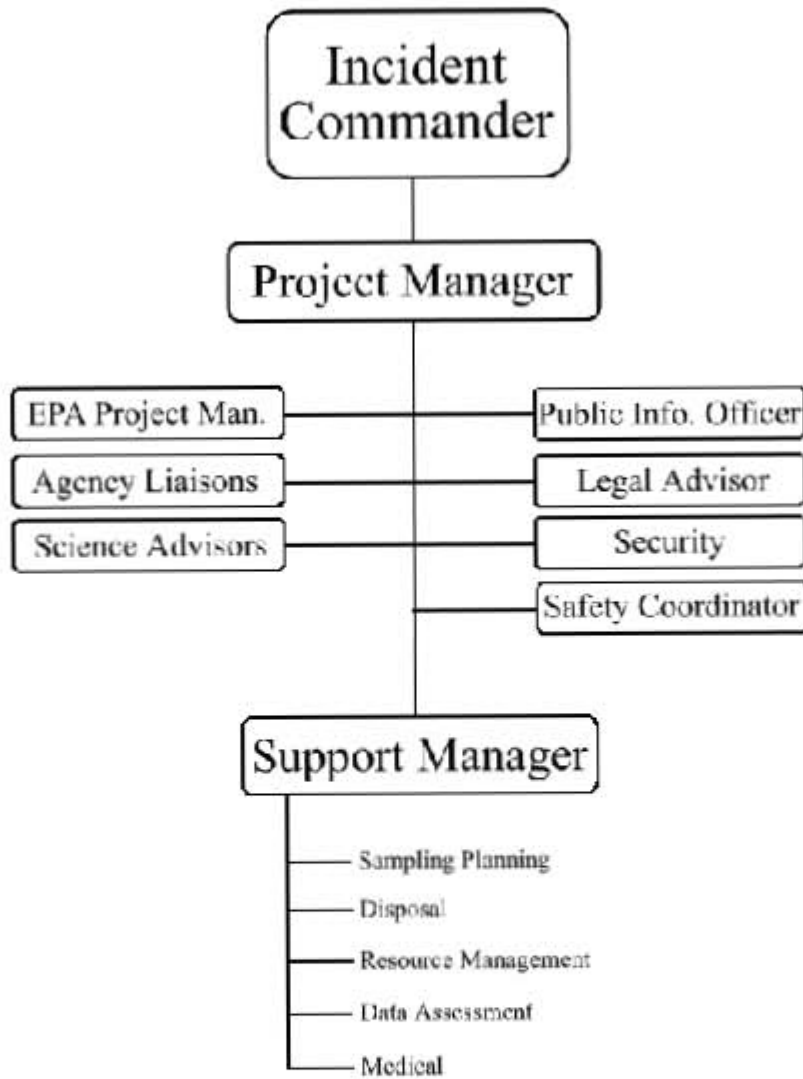 Incident
Commander
Project Manager
EPA Project Man.
Public Info. Officer
Agency Liaisons
Legal Advisor
Science Advisors
Security
Safety Coordinator
Support Manager
Sampling Planning
Disposal
Resource Management
Data Assessment
Medical